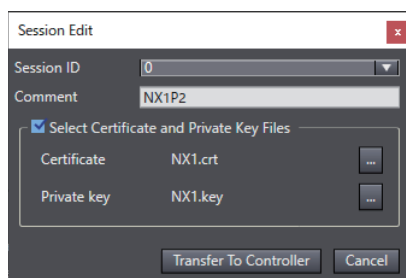 Session Edit
x
Session ID 0
Comment NX1P2
Select Certificate and Private Key Files
Certificate NX1.crt ...
Private key NX1.key ...
Transfer To Controller Cancel